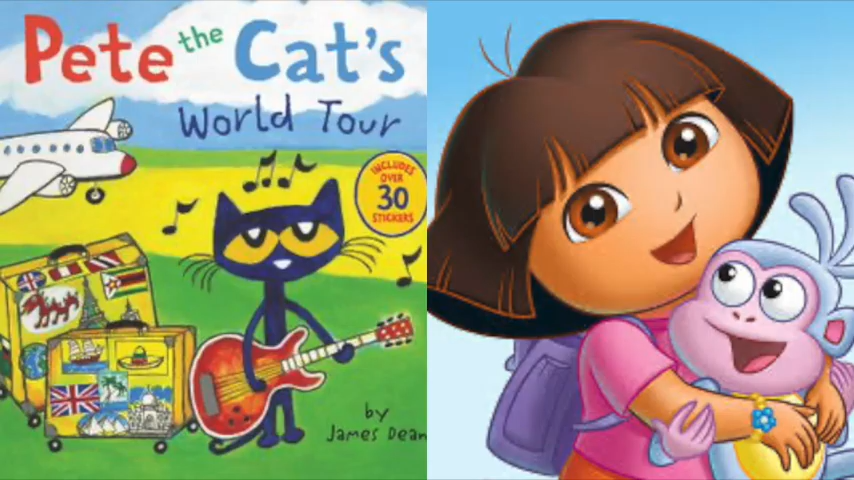 Pete the Cat's
World Tour
INCLUDES
OVER
30
STICKERS
by
James Dean